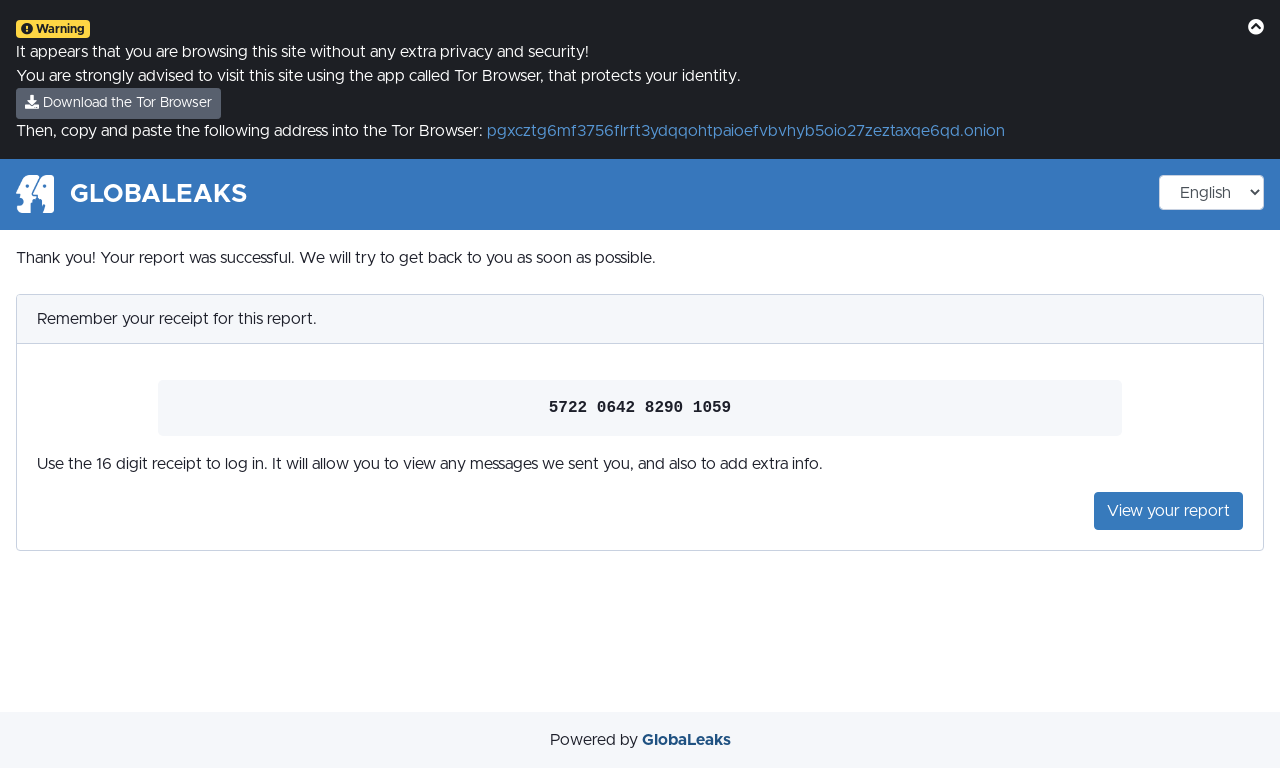 Warning
It appears that you are browsing this site without any extra privacy and security!
You are strongly advised to visit this site using the app called Tor Browser, that protects your identity.
Download the Tor Browser
Then, copy and paste the following address into the Tor Browser: pgxcztg6mf3756flrft3ydqqohtpaioefvbvhyb5oio27zeztaxqe6qd.onion
GLOBALEAKS
English
Thank you! Your report was successful. We will try to get back to you as soon as possible.
Remember your receipt for this report.
5722 0642 8290 1059
Use the 16 digit receipt to log in. It will allow you to view any messages we sent you, and also to add extra info.
View your report
Powered by GlobaLeaks